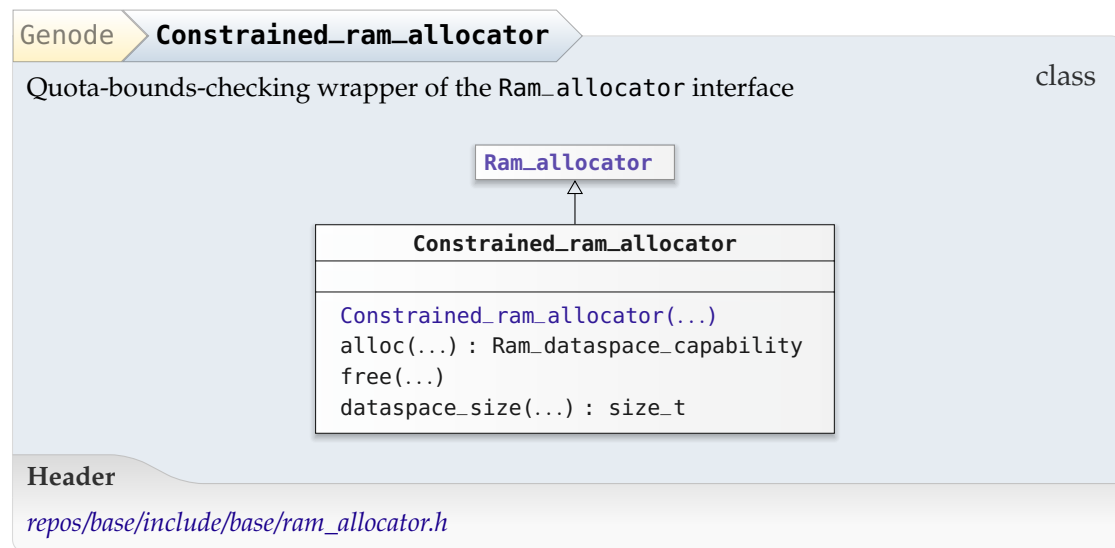 Genode Constrained_ram_allocator
Quota-bounds-checking wrapper of the Ram_allocator interface class
Ram_allocator
Constrained_ram_allocator
Constrained_ram_allocator(...)
alloc(...) : Ram_dataspace_capability
free(...)
dataspace_size(...) : size_t
Header
repos/base/include/base/ram_allocator.h